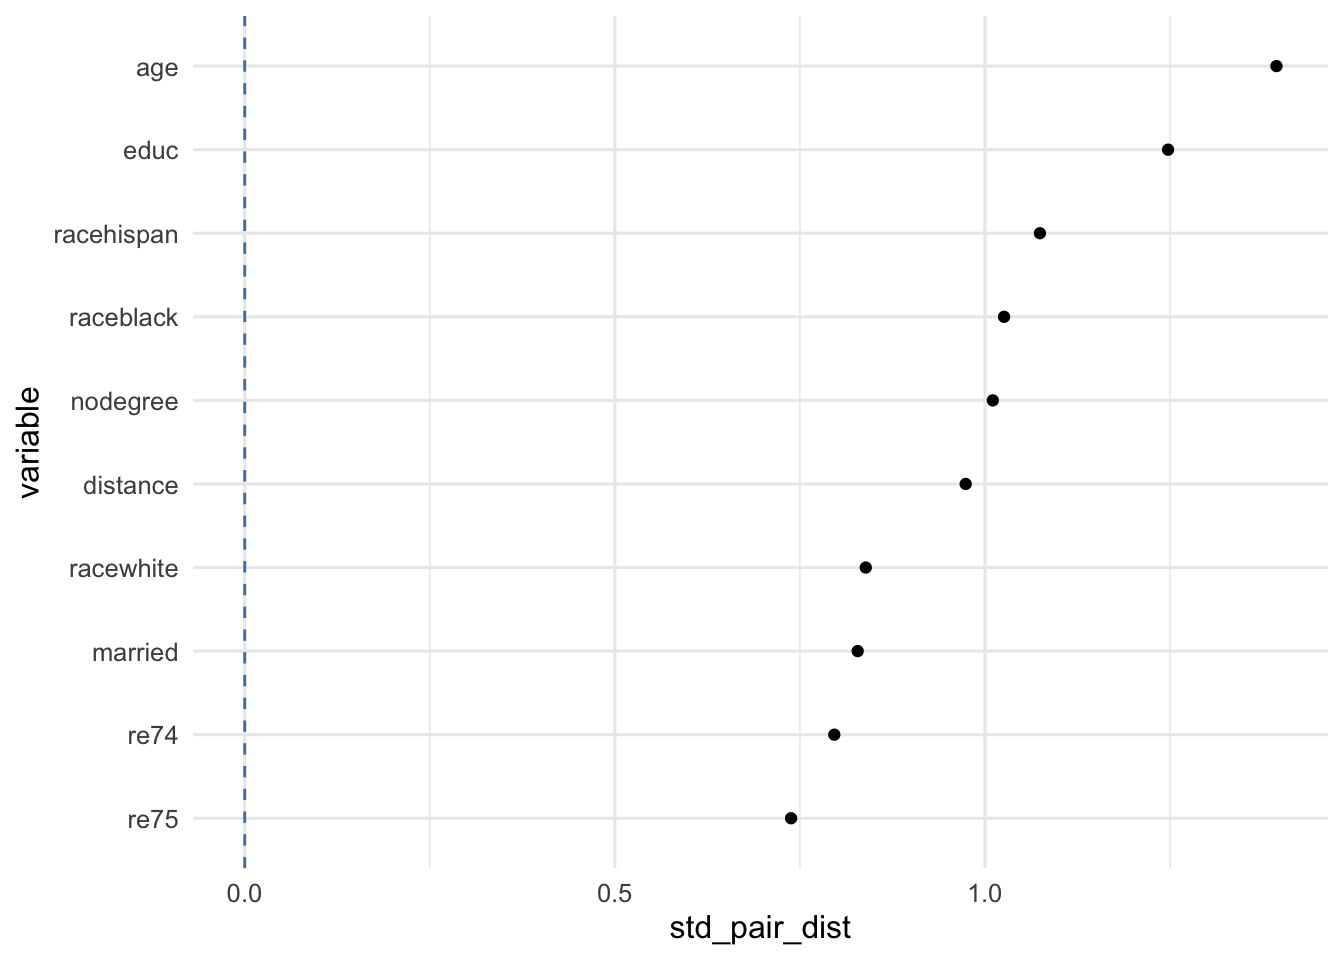 age
educ
racehispan
raceblack
nodegree
distance
racewhite
married
re74
re75
variable
0.0 0.5 1.0
std_pair_dist